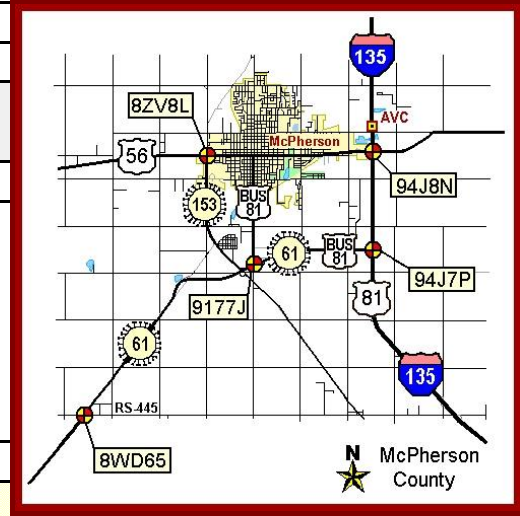 135
8ZV8L
AVC
McPherson
56
94J8N
153
BUS
81
61
BUS
81
9177J
94J7P
81
61
135
RS-445
8WD65
N
McPherson
County